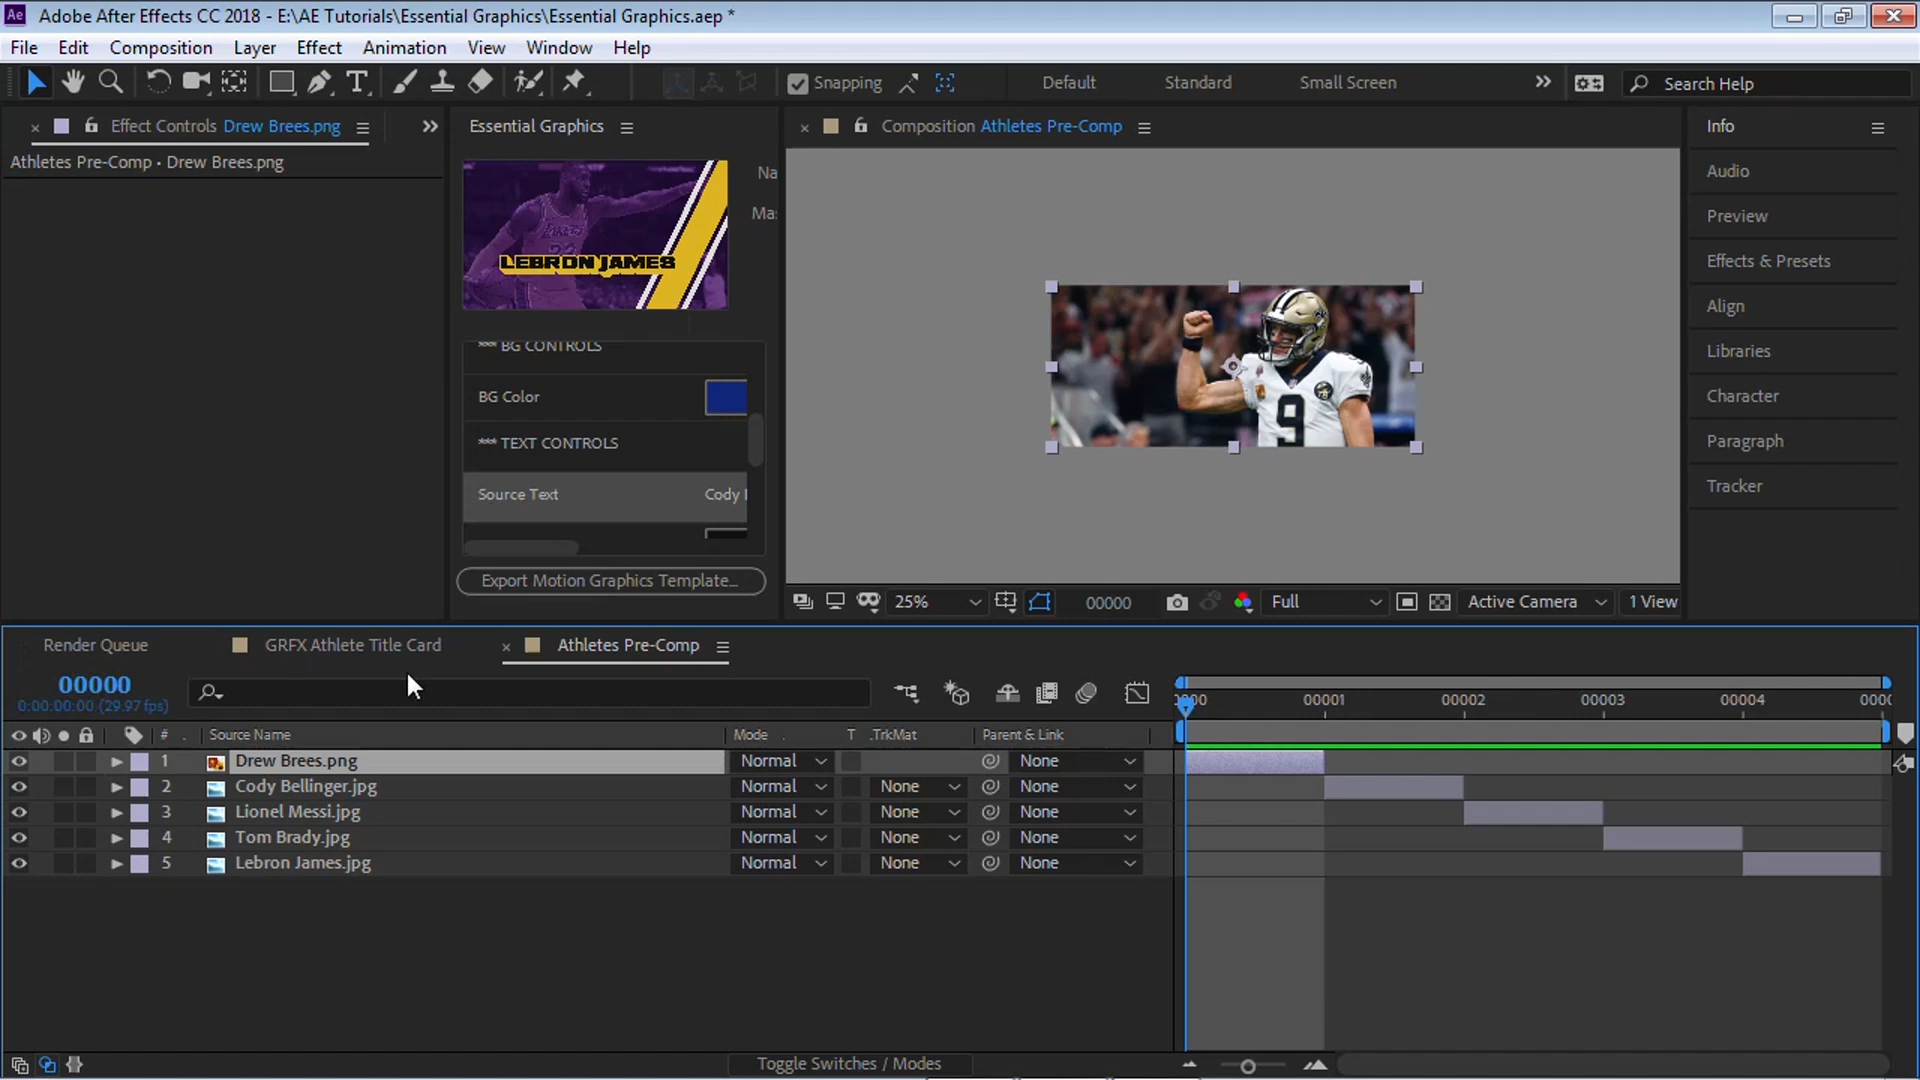 Ae Adobe After Effects CC 2018 - E:\AE Tutorials\Essential Graphics\Essential Graphics.aep *
File Edit Composition Layer Effect Animation View Window Help
Snapping Default Standard Small Screen Search Help
Effect Controls Drew Brees.png
Athletes Pre-Comp • Drew Brees.png
Essential Graphics
LEBRON JAMES
Na
Ma
*** BG CONTROLS
BG Color
*** TEXT CONTROLS
Source Text Cody
Export Motion Graphics Template...
Composition Athletes Pre-Comp
9
25% 00000 Full Active Camera 1 View
Info
Audio
Preview
Effects & Presets
Align
Libraries
Character
Paragraph
Tracker
Render Queue GRFX Athlete Title Card Athletes Pre-Comp
00000
0:00:00:00 (29.97 fps)
00001 00002 00003 00004
# Source Name Mode T .TrkMat Parent & Link
1 Drew Brees.png Normal None
2 Cody Bellinger.jpg Normal None None
3 Lionel Messi.jpg Normal None None
4 Tom Brady.jpg Normal None None
5 Lebron James.jpg Normal None None
Toggle Switches / Modes